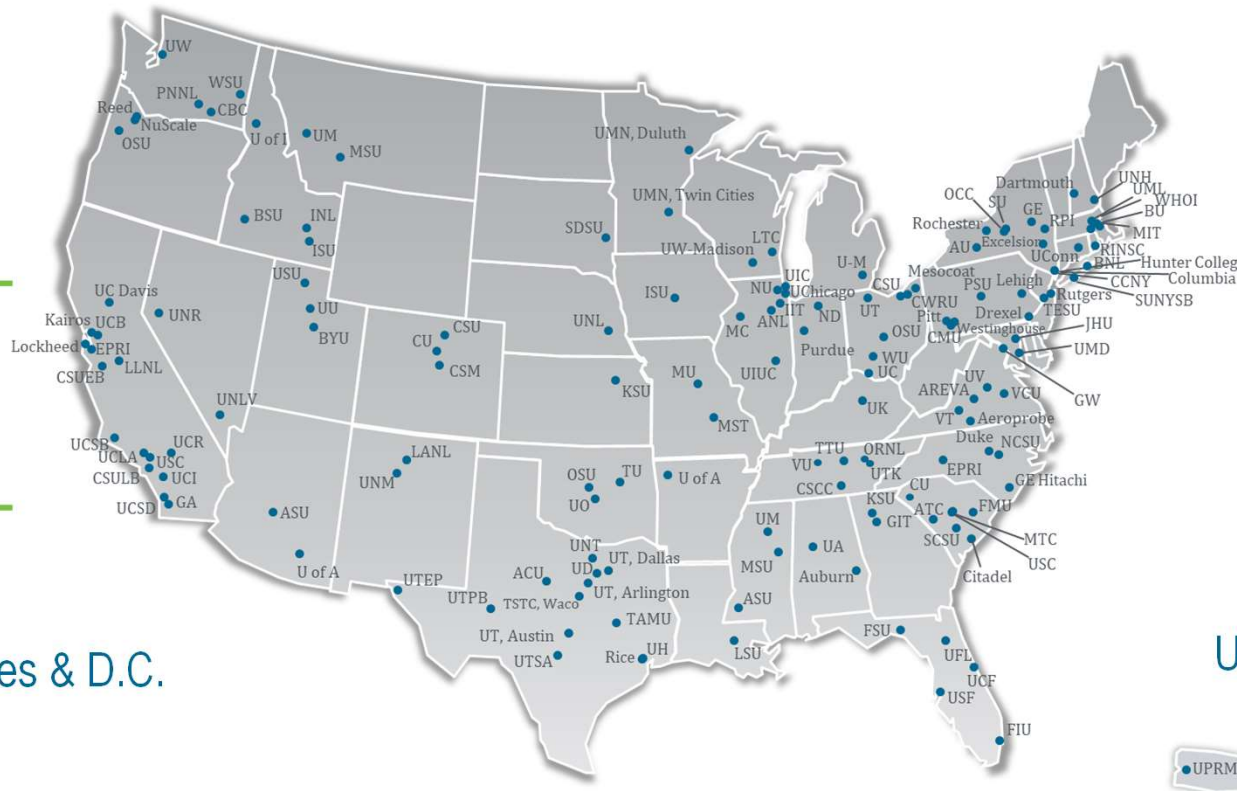 UW
WSU
PNNL
CBC
Reed
NuScale
OSU
U of I
UM
MSU
BSU
INL
ISU
USU
UU
BYU
UC Davis
UNR
Kairos
UCB
Lockheed
EPRI
CSUEB
LLNL
UNLV
UCSB
UCLA
UCR
USC
CSULB
UCI
UCSD
GA
ASU
U of A
CSU
CU
CSM
LANL
UNM
UMN, Duluth
UMN, Twin Cities
SDSU
UW-Madison
LTC
ISU
UNL
KSU
MU
MST
UIC
NU
UChicago
IIT
ANL
MC
UIUC
ND
Purdue
U-M
UT
CSU
Mesocoat
CWRU
OSU
WU
UC
UK
OCC
SU
Rochester
AU
Excelsion
GE
RPI
Dartmouth
UNH
UML
WHOI
BU
MIT
RINSC
UConn
BNL
Hunter Colleg
Columbia
CCNY
SUNYSB
PSU
Lehigh
Rutgers
TESU
Drexel
Pitt
Westinghouse
CMU
JHU
UMD
GW
UV
AREVA
VCU
VT
Aeroprobe
Duke
NCSU
EPRI
GE Hitachi
TTU
ORNL
VU
UTK
CSCC
KSU
GIT
CU
ATC
FMU
SCSU
MTC
USC
Citadel
OSU
TU
UO
U of A
UM
MSU
UA
Auburn
ASU
LSU
UNT
UT, Dallas
UD
ACU
UT, Arlington
TSTC, Waco
UTEP
UTPB
TAMU
UT, Austin
UTSA
Rice
UH
FSU
UFL
UCF
USF
FIU
es & D.C.
U
UPRM